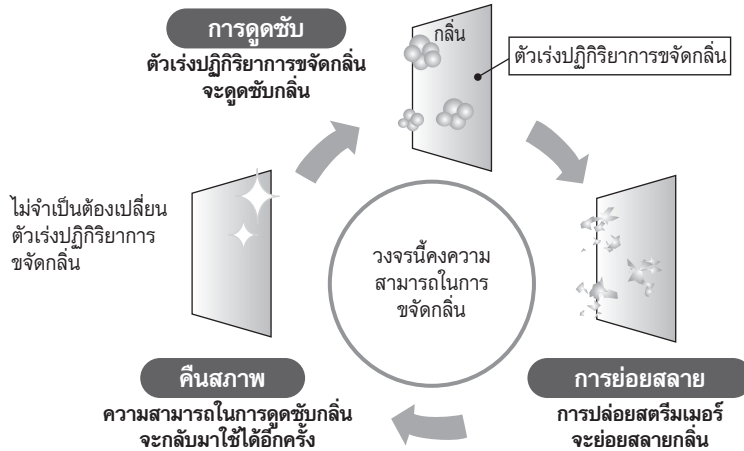 การดูดซับ
ตัวเร่งปฏิกิริยาการขจัดกลิ่น
จะดูดซับกลิ่น
กลิ่น
ตัวเร่งปฏิกิริยาการขจัดกลิ่น
ไม่จำเป็นต้องเปลี่ยน
ตัวเร่งปฏิกิริยาการ
ขจัดกลิ่น
วงจรนี้คงความ
สามารถในการ
ขจัดกลิ่น
การย่อยสลาย
การปล่อยสตรีมเมอร์
จะย่อยสลายกลิ่น
คืนสภาพ
ความสามารถในการดูดซับกลิ่น
จะกลับมาใช้ได้อีกครั้ง